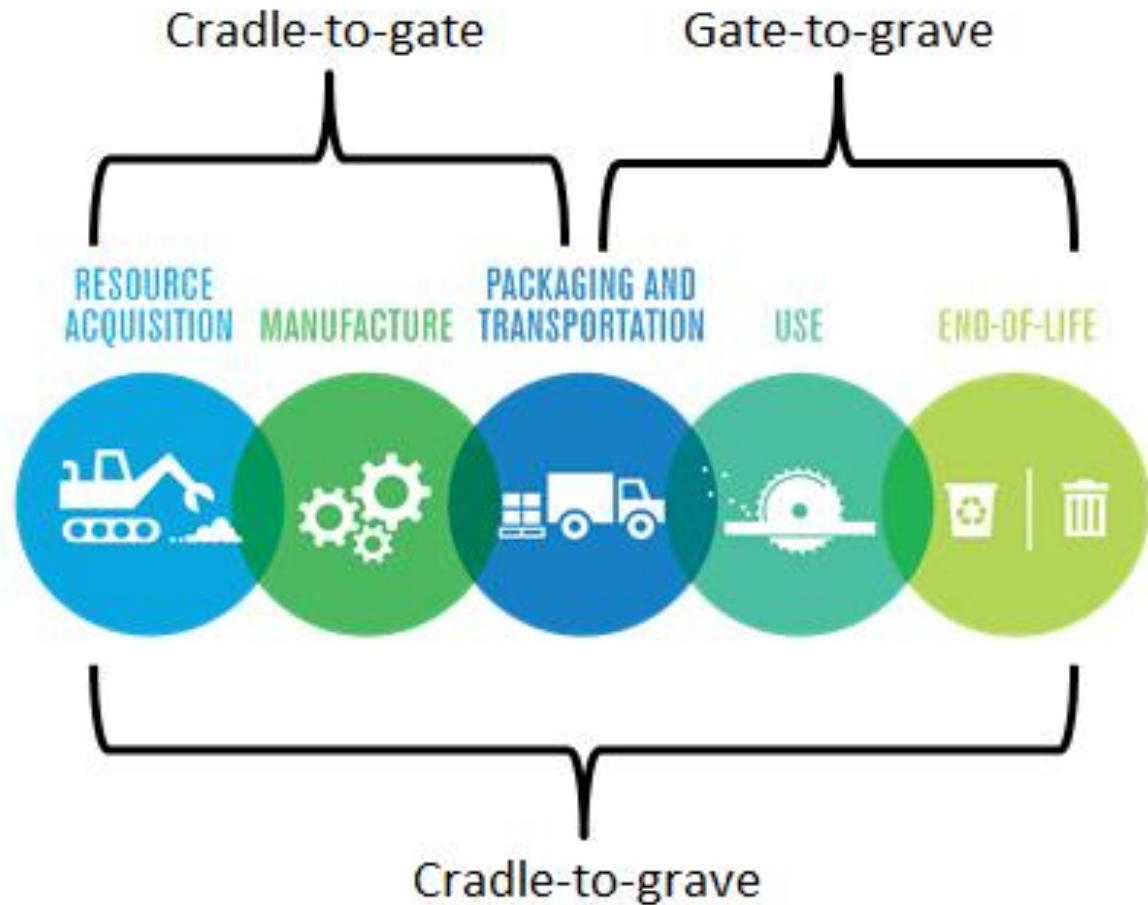 Cradle-to-gate
Gate-to-grave
RESOURCE
ACQUISITION
MANUFACTURE
PACKAGING AND
TRANSPORTATION
USE
END-OF-LIFE
Cradle-to-grave